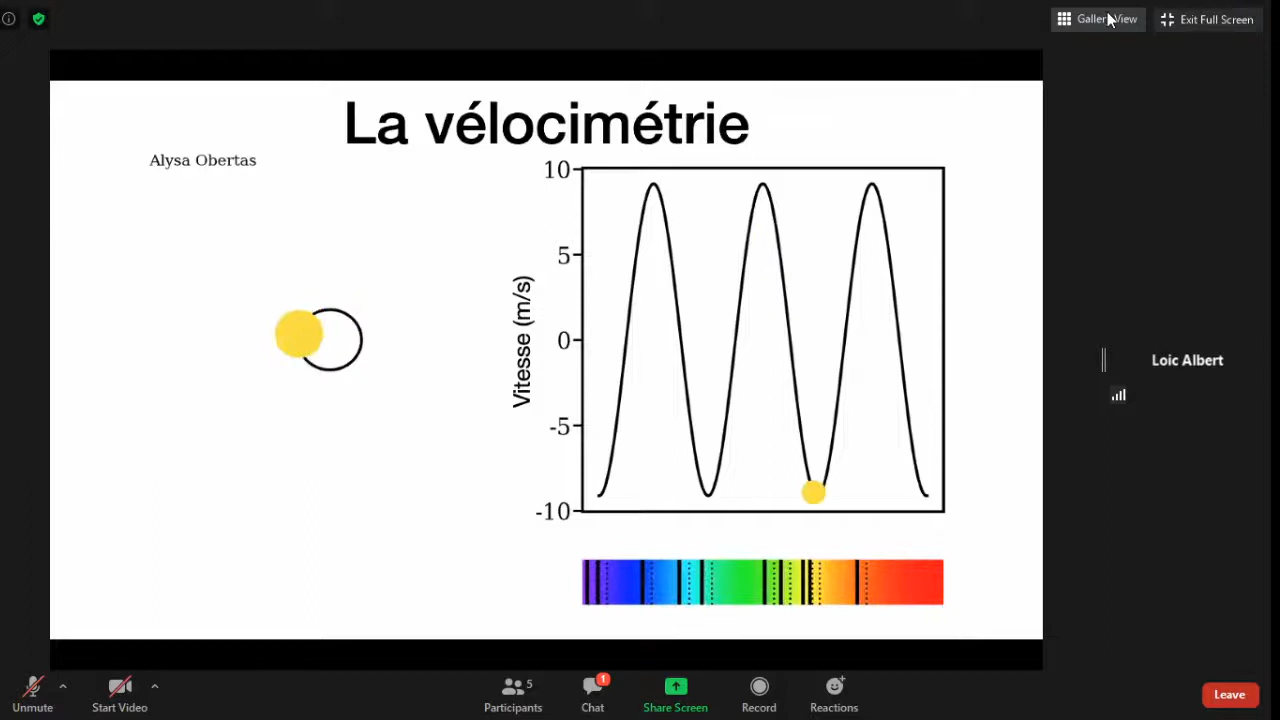 Gallery View
Exit Full Screen
La vélocimétrie
Alysa Obertas
10
5
0
-5
-10
Vitesse (m/s)
Loic Albert
Unmute
Start Video
5
Participants
1
Chat
Share Screen
Record
Reactions
Leave